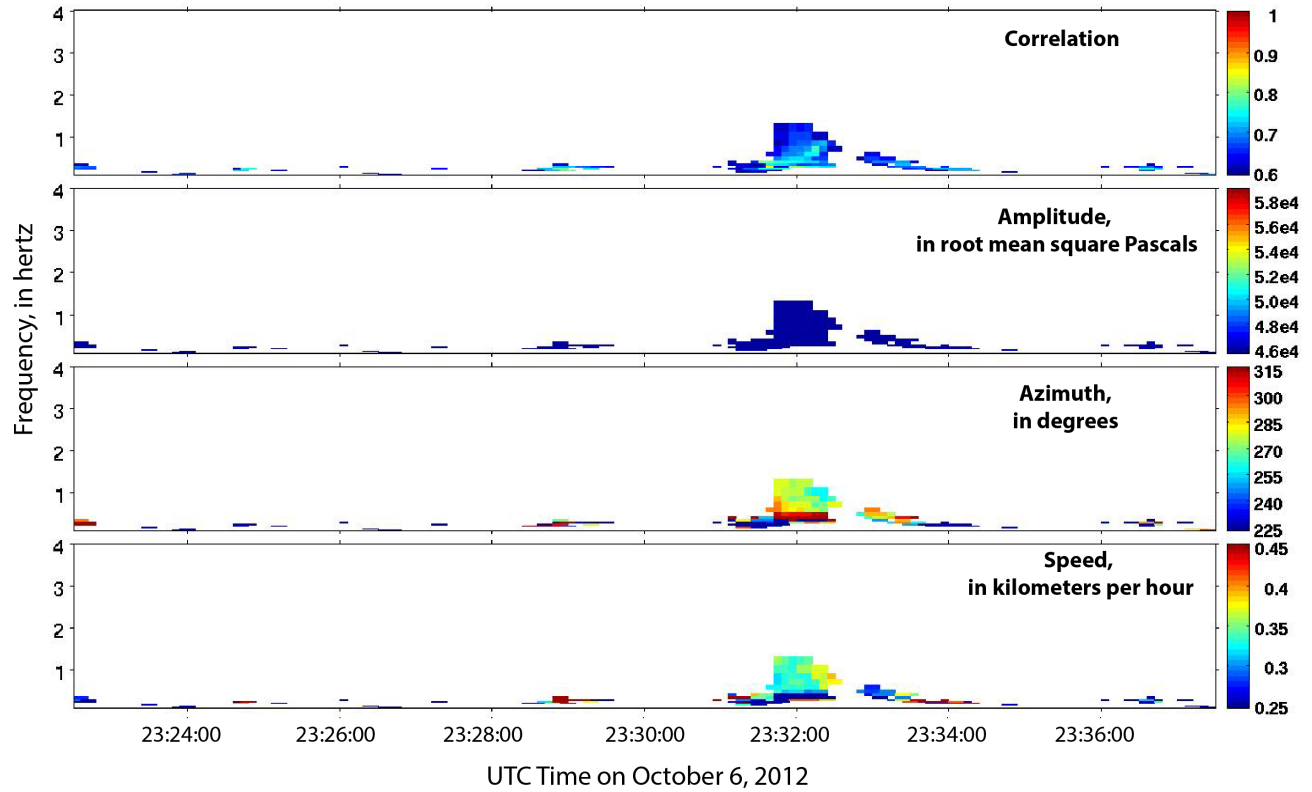 4
3
2
1
Correlation
1
0.9
0.8
0.7
0.6
4
3
2
1
Amplitude,
in root mean square Pascals
5.8e4
5.6e4
5.4e4
5.2e4
5.0e4
4.8e4
4.6e4
Frequency, in hertz
4
3
2
1
Azimuth,
in degrees
315
300
285
270
255
240
225
4
3
2
1
Speed,
in kilometers per hour
0.45
0.4
0.35
0.3
0.25
23:24:00 23:26:00 23:28:00 23:30:00 23:32:00 23:34:00 23:36:00
UTC Time on October 6, 2012